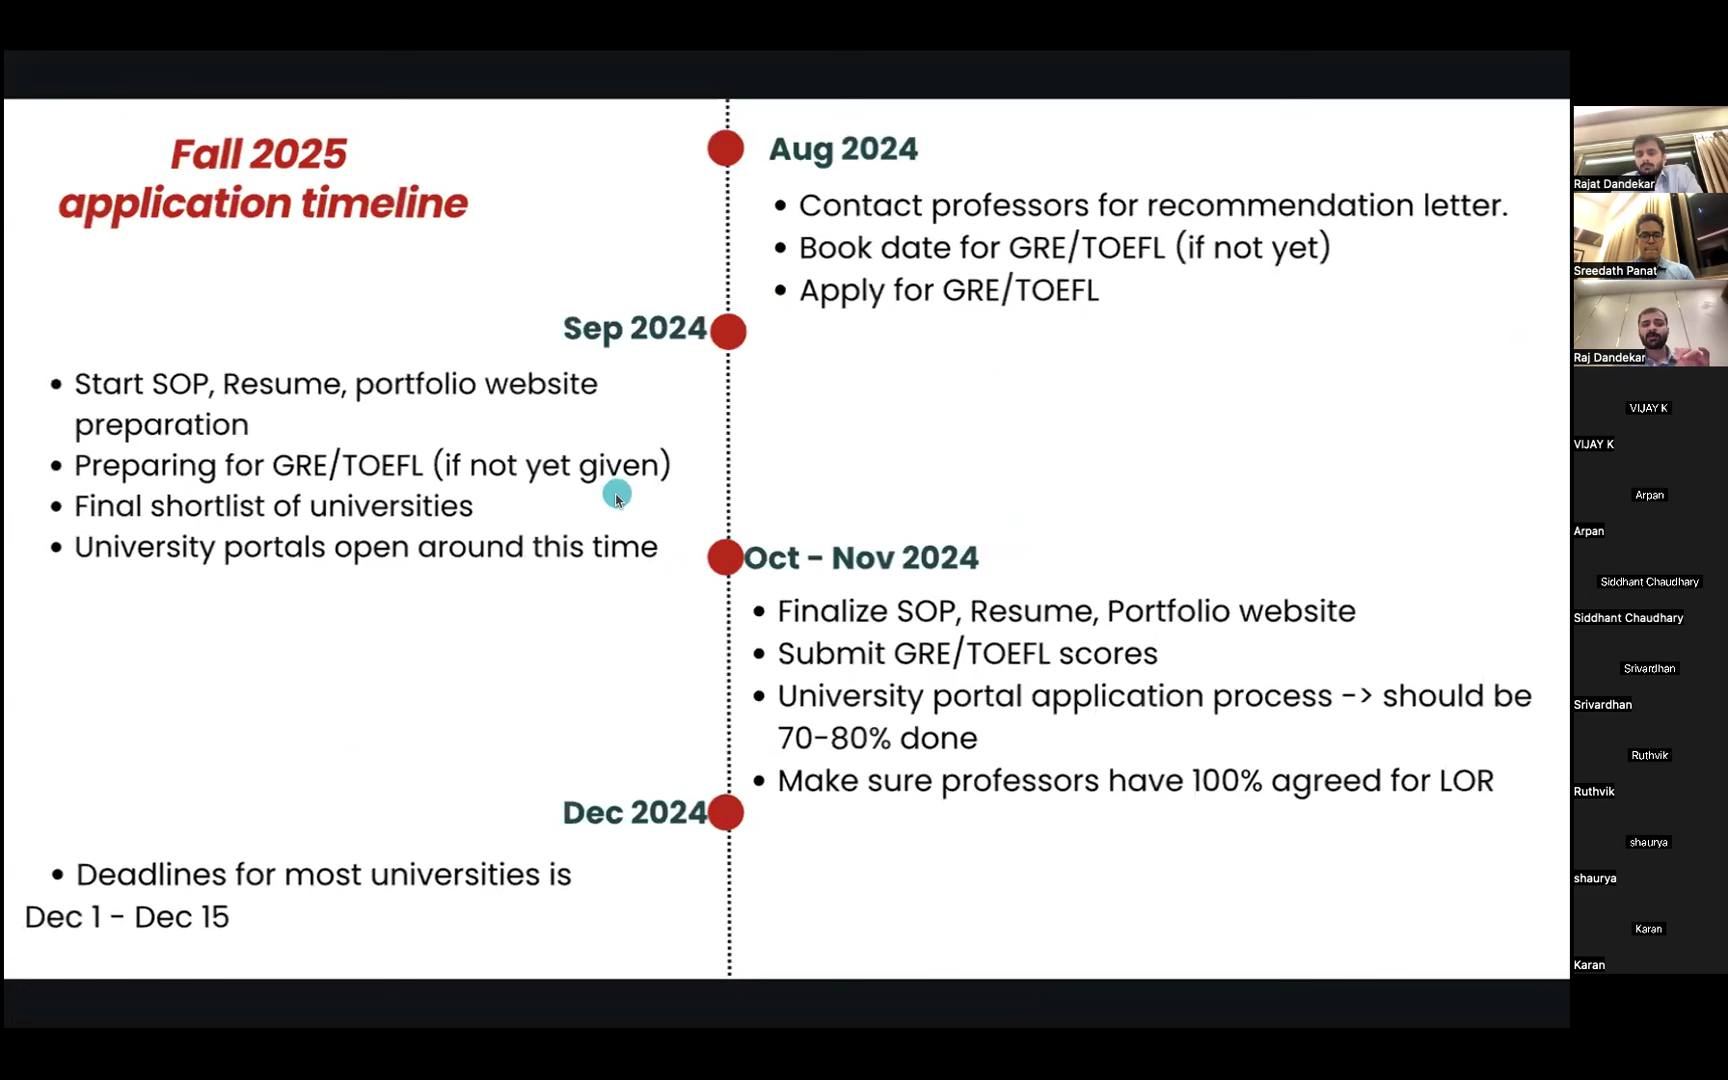 Fall 2025
application timeline
Aug 2024
• Contact professors for recommendation letter.
• Book date for GRE/TOEFL (if not yet)
• Apply for GRE/TOEFL
Sep 2024
• Start SOP, Resume, portfolio website
preparation
• Preparing for GRE/TOEFL (if not yet given)
• Final shortlist of universities
• University portals open around this time
Oct - Nov 2024
• Finalize SOP, Resume, Portfolio website
• Submit GRE/TOEFL scores
• University portal application process -> should be
70-80% done
• Make sure professors have 100% agreed for LOR
Dec 2024
• Deadlines for most universities is
Dec 1 - Dec 15
Rajat Dandekar
Sreedath Panat
Raj Dandekar
VIJAY K
VIJAY K
Arpan
Arpan
Siddhant Chaudhary
Siddhant Chaudhary
Srivardhan
Srivardhan
Ruthvik
Ruthvik
shaurya
shaurya
Karan
Karan